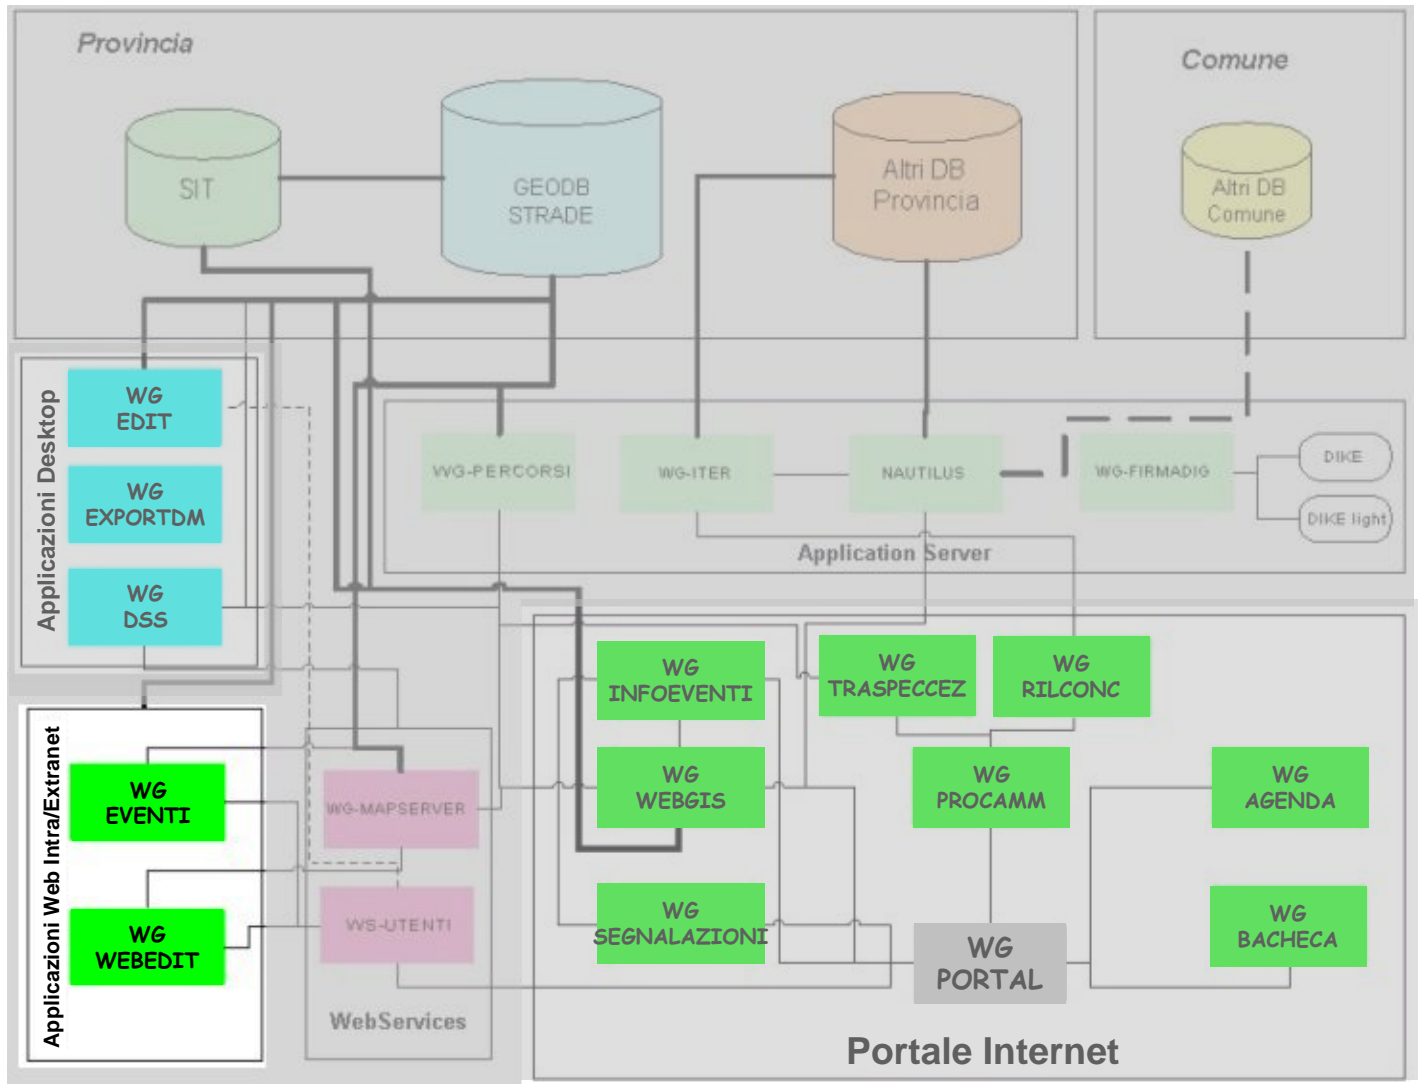 Provincia
Comune
SIT
GEODB
STRADE
Altri DB
Provincia
Altri DB
Comune
Applicazioni Desktop
WG
EDIT
WG
EXPORTDM
WG
DSS
WG-PERCORSI
WG-ITER
NAUTILUS
WG-FIRMADIG
DIKE
DIKE light
Application Server
Applicazioni Web Intra/Extranet
WG
EVENTI
WG
WEBEDIT
WG-MAPSERVER
WS-UTENTI
WebServices
WG
INFOEVENTI
WG
TRASPECCEZ
WG
RILCONC
WG
WEBGIS
WG
PROCAMM
WG
AGENDA
WG
SEGNALAZIONI
WG
PORTAL
WG
BACHECA
Portale Internet